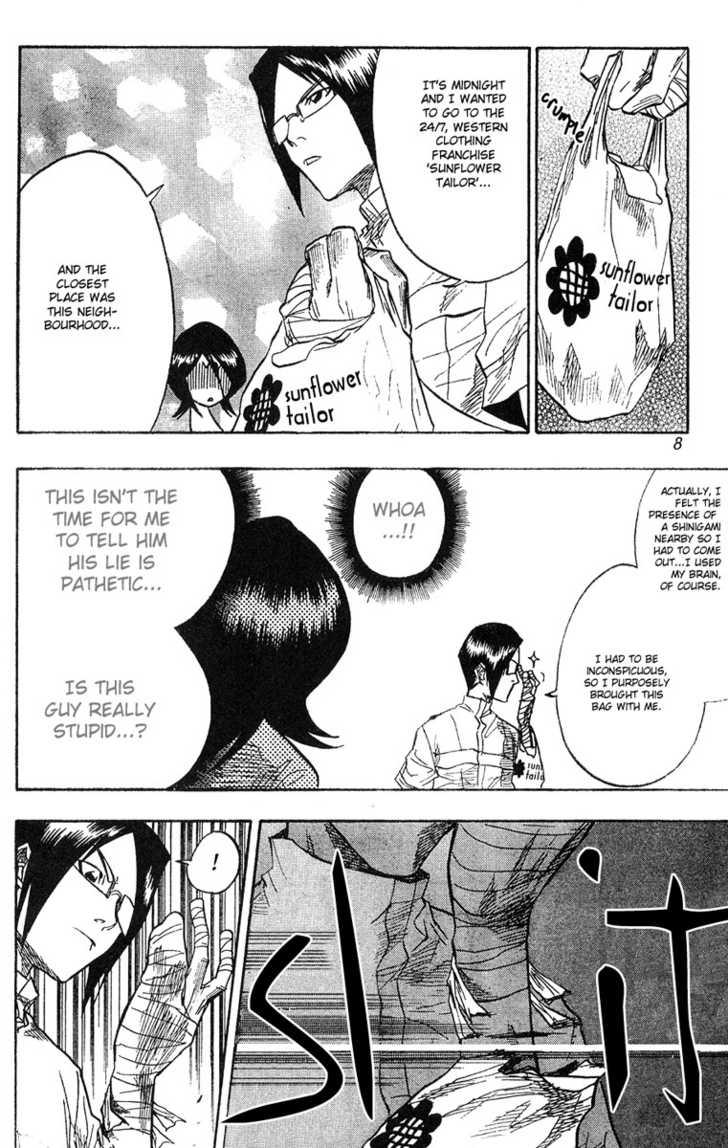 crumple
sunflower
tailor
IT'S MIDNIGHT
AND I WANTED
TO GO TO THE
24/7, WESTERN
CLOTHING
FRANCHISE
'SUNFLOWER
TAILOR'...
AND THE
CLOSEST
PLACE WAS
THIS NEIGH-
BOURHOOD...
sunflower
tailor
8
ACTUALLY, I
FELT THE
PRESENCE OF
A SHINIGAMI
NEARBY SO I
HAD TO COME
OUT...I USED
MY BRAIN,
OF COURSE.
I HAD TO BE
INCONSPICUOUS,
SO I PURPOSELY
BROUGHT THIS
BAG WITH ME.
sun
tailo
WHOA
...!!
THIS ISN'T THE
TIME FOR ME
TO TELL HIM
HIS LIE IS
PATHETIC...
IS THIS
GUY REALLY
STUPID...?
!
SLIT